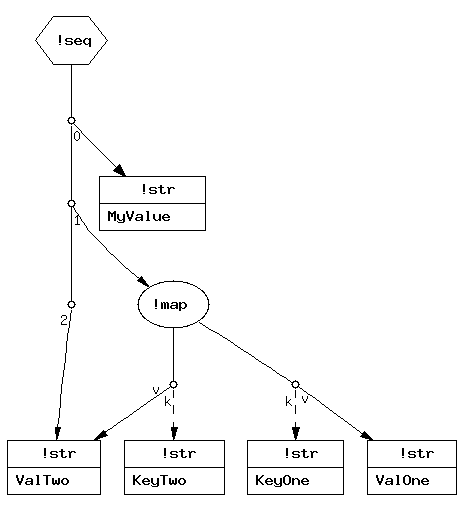 !seq
0
!str
MyValue
1
!map
2
v
k
k
v
!str
ValTwo
!str
KeyTwo
!str
KeyOne
!str
ValOne